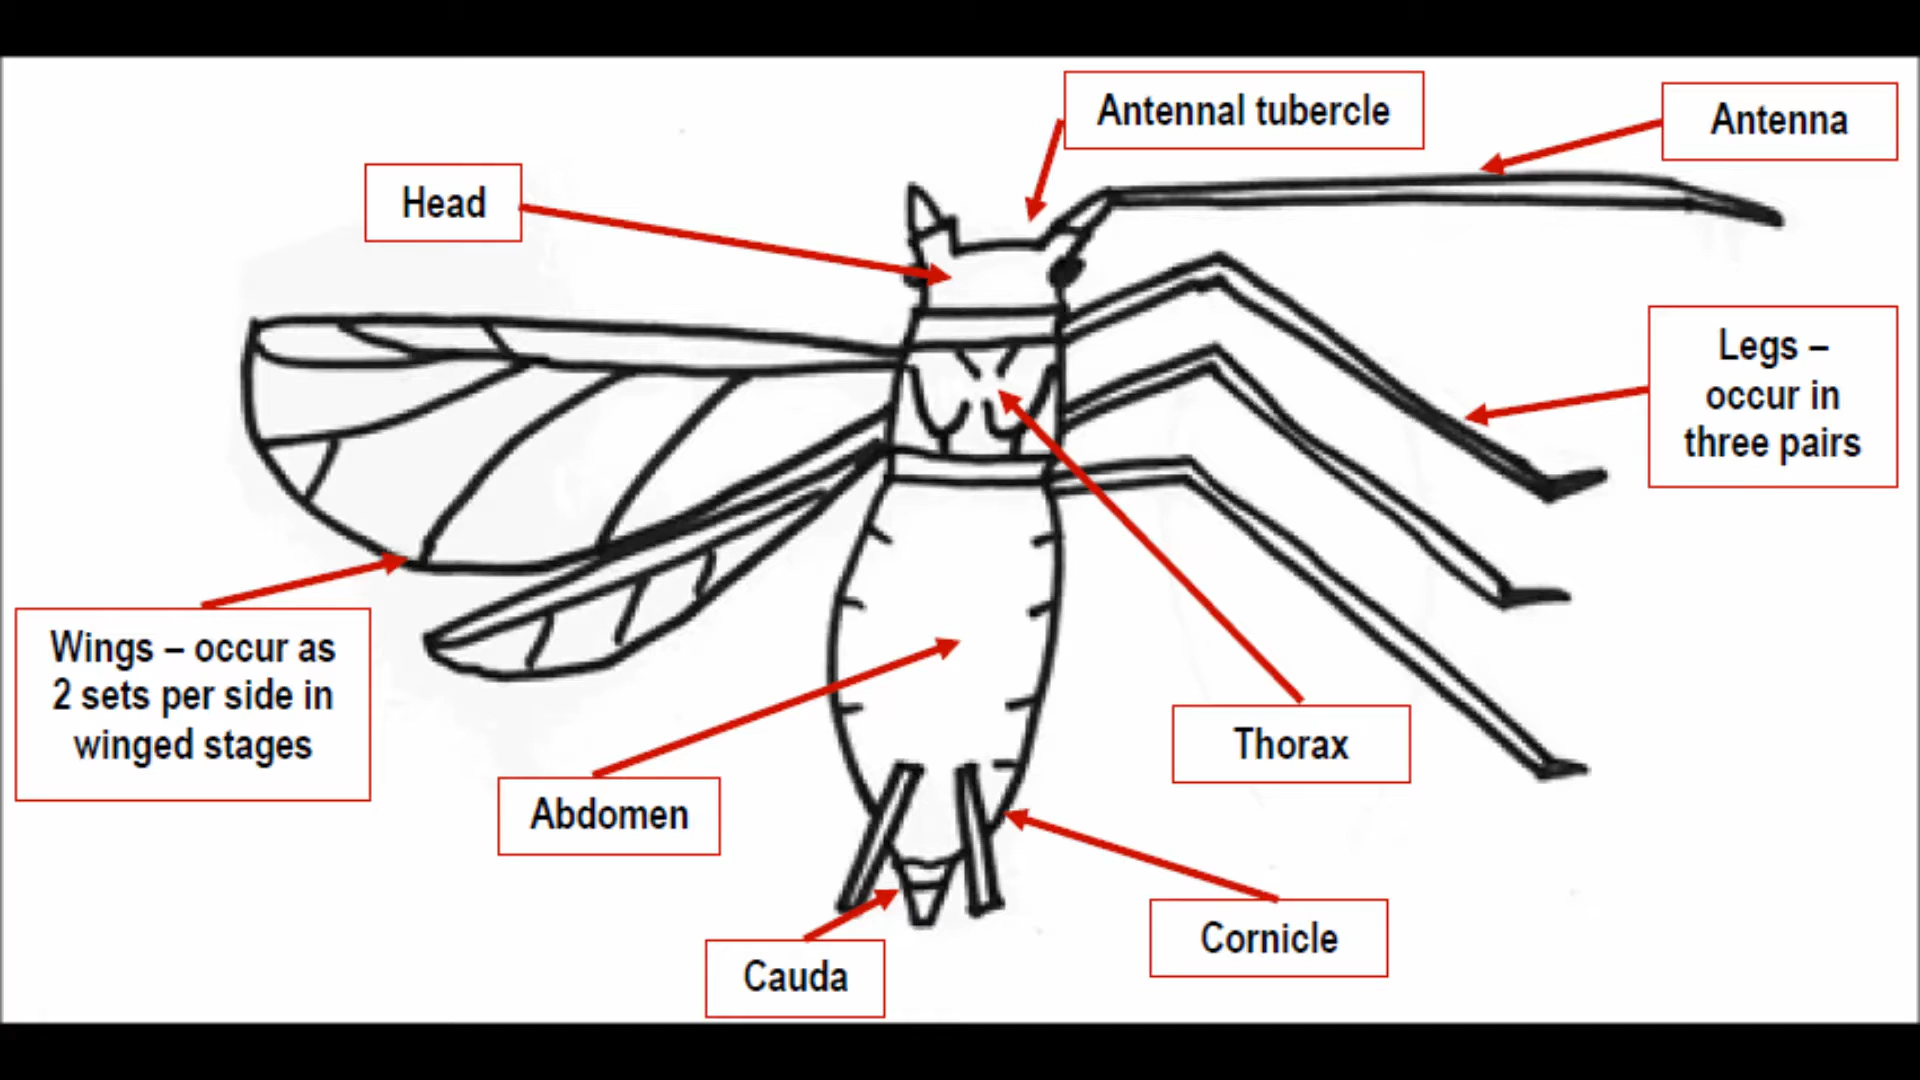 Antennal tubercle
Antenna
Head
Legs –
occur in
three pairs
Wings – occur as
2 sets per side in
winged stages
Thorax
Abdomen
Cornicle
Cauda